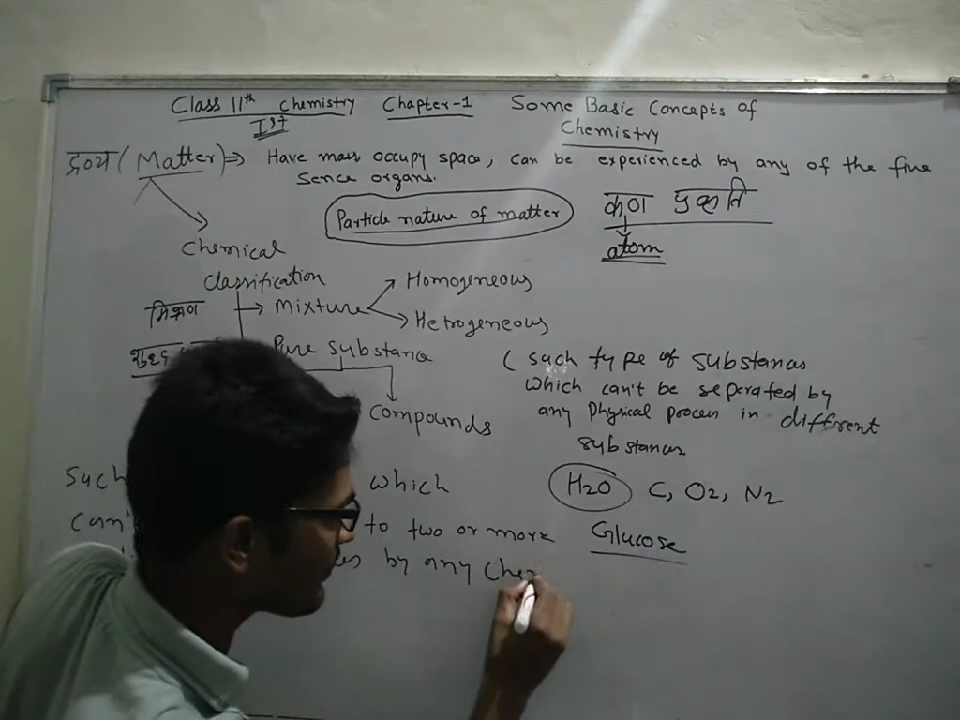 Class 11th Chemistry Chapter-1 Some Basic Concepts of
Ist Chemistry
द्रव्य (Matter)⇒ Have mass occupy space, can be experienced by any of the five
Sence organs.
Particle nature of matter
कण प्रकृति
atom
Chemical
classification
मिश्रण → Mixture → Homogeneous
→ Hetrogeneous
शुद्ध Pure substance
Compounds
(Such type of substances
which can't be seperated by
any Physical process in different
substances
H2O C, O2, N2
Glucose
Such which
can' to two or more
by any Che